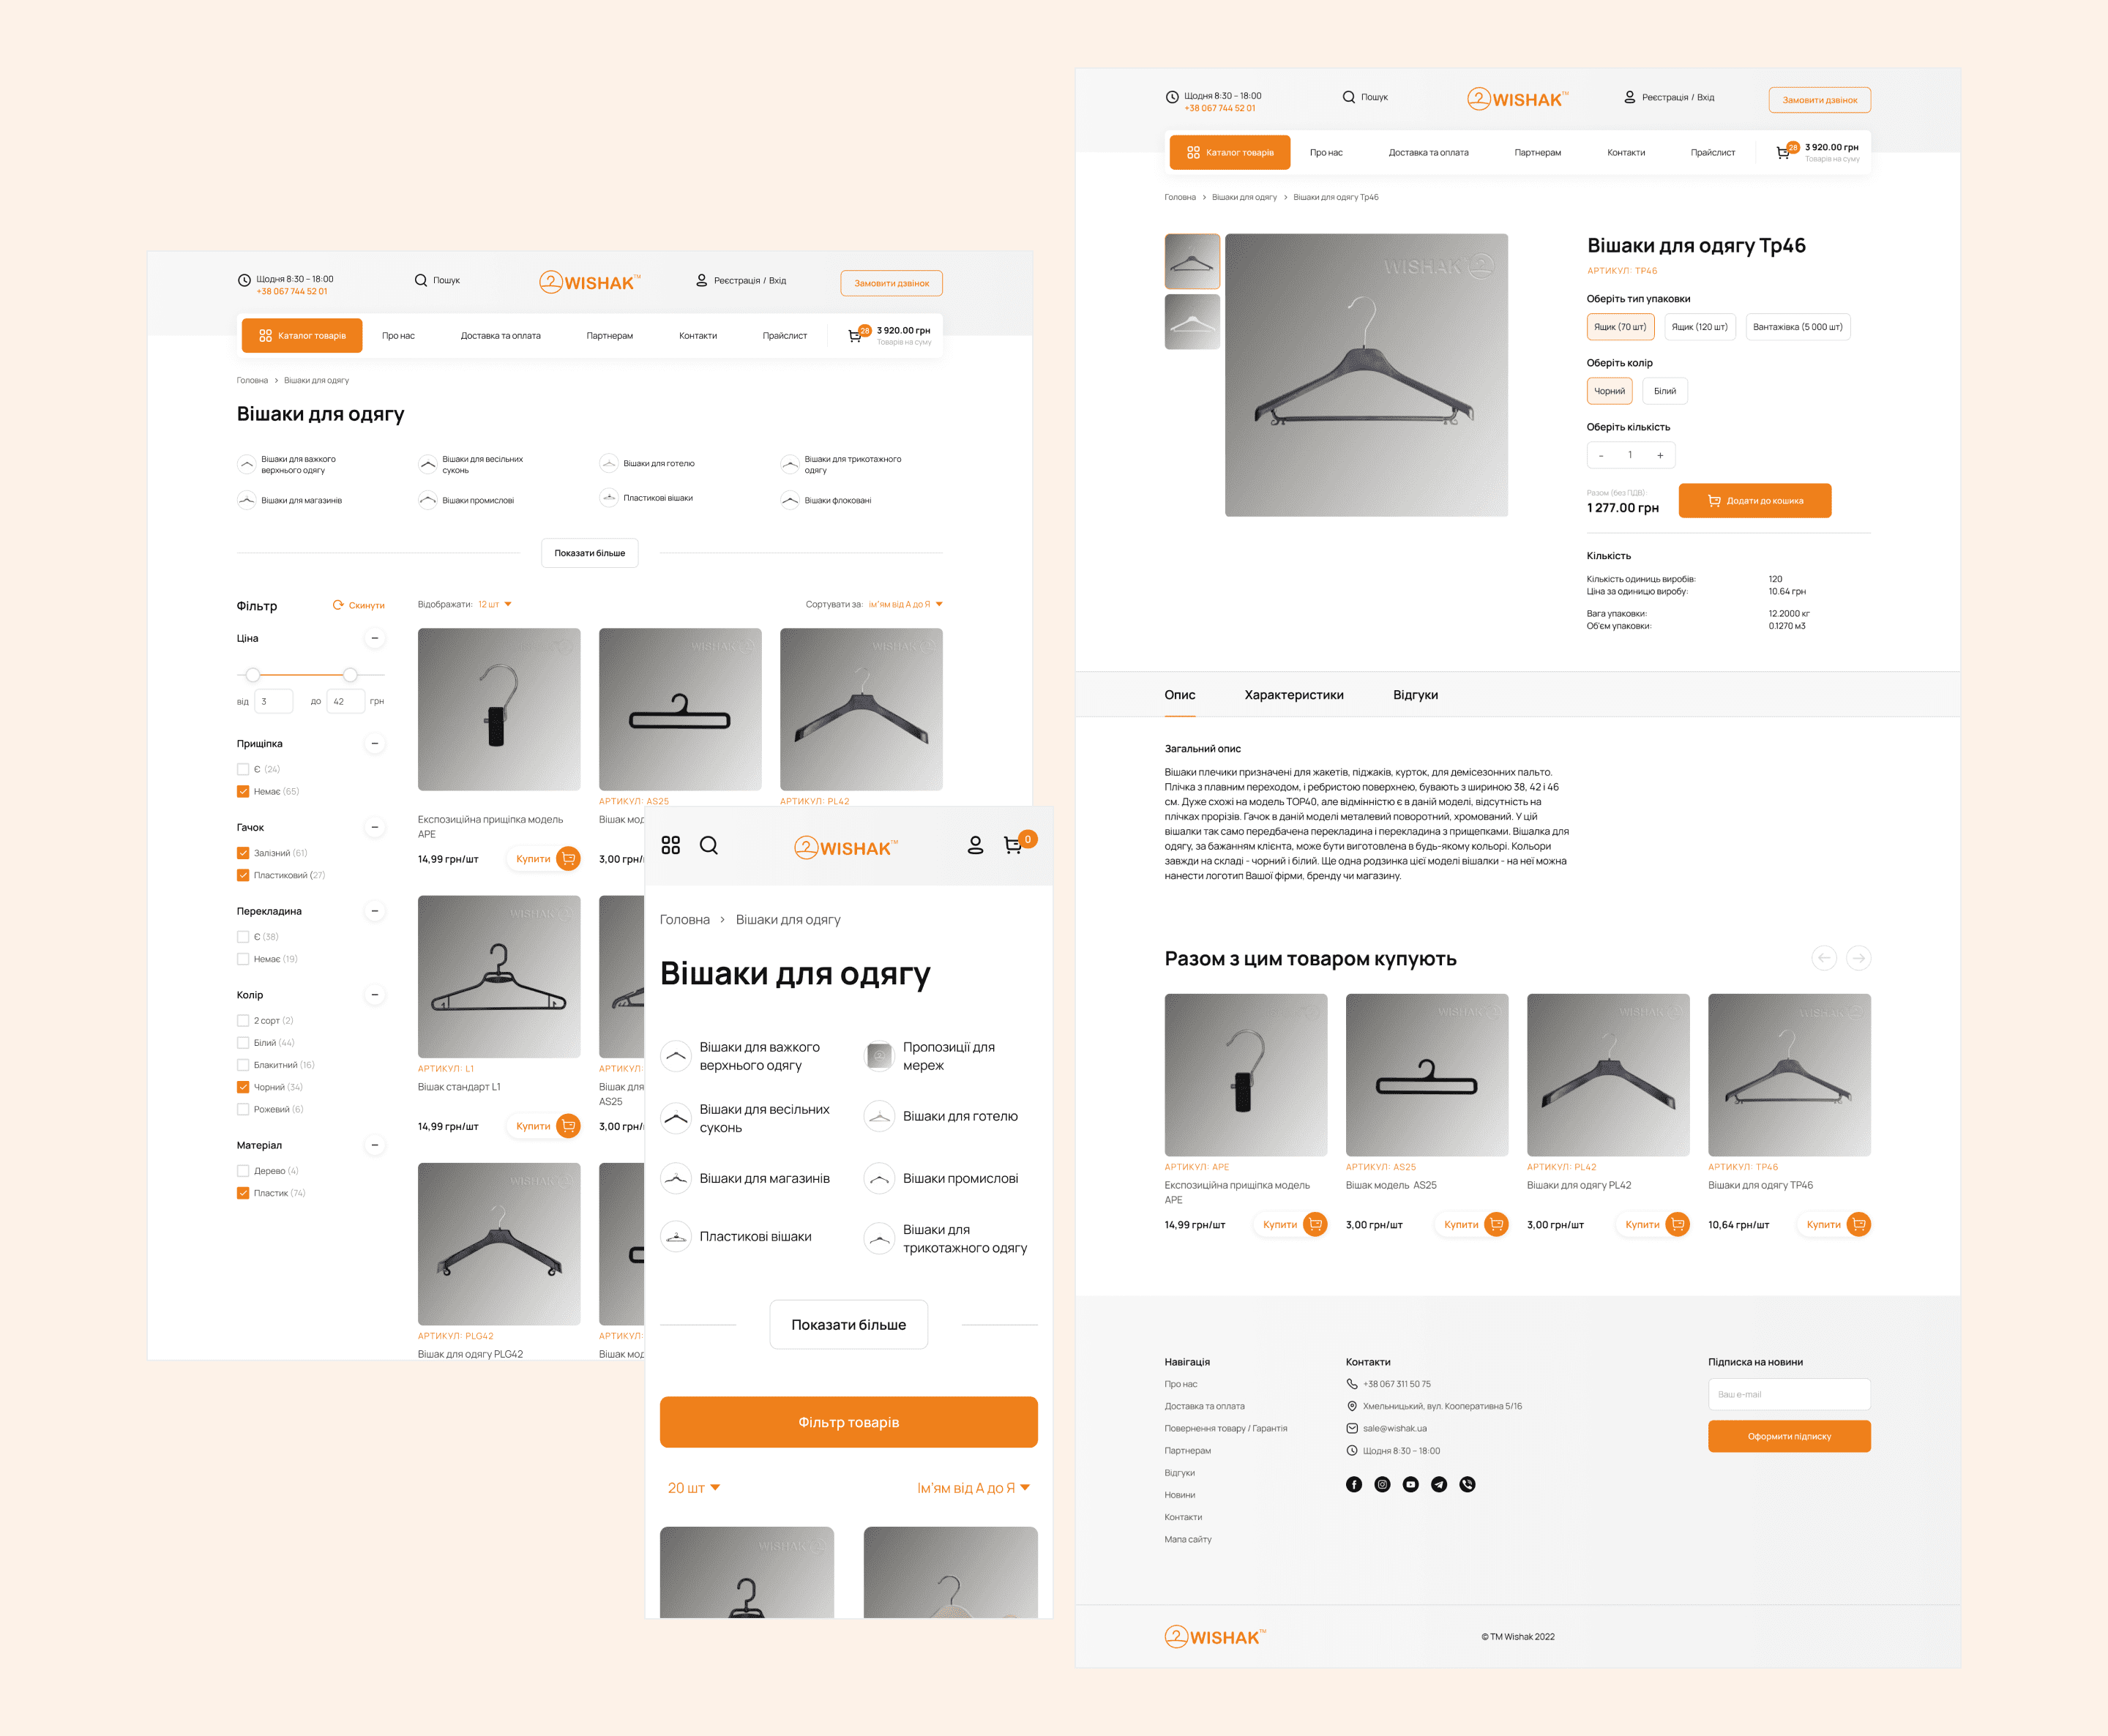 Щодня 8:30 – 18:00
+38 067 744 52 01
Пошук
WISHAK™
Реєстрація / Вхід
Замовити дзвінок
Каталог товарів
Про нас
Доставка та оплата
Партнерам
Контакти
Прайслист
28
3 920.00 грн
Товарів на суму
Головна > Вішаки для одягу
Вішаки для одягу
Вішаки для важкого
верхнього одягу
Вішаки для весільних
суконь
Вішаки для готелю
Вішаки для трикотажного
одягу
Вішаки для магазинів
Вішаки промислові
Пластикові вішаки
Вішаки флоковані
Показати більше
Фільтр
Скинути
Ціна
від 3 до 42 грн
Прищіпка
Є (24)
Немає (65)
Гачок
Залізний (61)
Пластиковий (27)
Перекладина
Є (38)
Немає (19)
Колір
2 сорт (2)
Білий (44)
Блакитний (16)
Чорний (34)
Рожевий (6)
Матеріал
Дерево (4)
Пластик (74)
Відображати: 12 шт
Сортувати за: Ім'ям від А до Я
WISHAK
WISHAK
Експозиційна прищіпка модель
APE
14,99 грн/шт
Купити
АРТИКУЛ: AS25
Вішак мод
3,00 грн/
АРТИКУЛ: PL42
WISHAK
АРТИКУЛ: L1
Вішак стандарт L1
14,99 грн/шт
Купити
АРТИКУЛ:
Вішак для
AS25
3,00 грн/
WISHAK
АРТИКУЛ: PLG42
Вішак для одягу PLG42
АРТИКУЛ:
Вішак мод
WISHAK™
0
Головна > Вішаки для одягу
Вішаки для одягу
Вішаки для важкого
верхнього одягу
Пропозиції для
мереж
Вішаки для весільних
суконь
Вішаки для готелю
Вішаки для магазинів
Вішаки промислові
Пластикові вішаки
Вішаки для
трикотажного одягу
Показати більше
Фільтр товарів
20 шт
Ім'ям від А до Я
WISHAK
Щодня 8:30 – 18:00
+38 067 744 52 01
Пошук
WISHAK™
Реєстрація / Вхід
Замовити дзвінок
Каталог товарів
Про нас
Доставка та оплата
Партнерам
Контакти
Прайслист
28
3 920.00 грн
Товарів на суму
Головна > Вішаки для одягу > Вішаки для одягу Тр46
WISHAK
Вішаки для одягу Тр46
АРТИКУЛ: TP46
Оберіть тип упаковки
Ящик (70 шт)
Ящик (120 шт)
Вантажівка (5 000 шт)
Оберіть колір
Чорний
Білий
Оберіть кількість
- 1 +
Разом (без ПДВ):
1 277.00 грн
Додати до кошика
Кількість
Кількість одиниць виробів: 120
Ціна за одиницю виробу: 10.64 грн
Вага упаковки: 12.2000 кг
Об'єм упаковки: 0.1270 м3
Опис
Характеристики
Відгуки
Загальний опис
Вішаки плечики призначені для жакетів, піджаків, курток, для демісезонних пальто.
Плічка з плавним переходом, і ребристою поверхнею, бувають з шириною 38, 42 і 46
см. Дуже схожі на модель TOP40, але відмінністю є в даній моделі, відсутність на
плічках прорізів. Гачок в даній моделі металевий поворотний, хромований. У цій
вішалки так само передбачена перекладина і перекладина з прищепками. Вішалка для
одягу, за бажанням клієнта, може бути виготовлена в будь-якому кольорі. Кольори
завжди на складі - чорний і білий. Ще одна родзинка цієї моделі вішалки - на неї можна
нанести логотип Вашої фірми, бренду чи магазину.
Разом з цим товаром купують
WISHAK
WISHAK
WISHAK
АРТИКУЛ: APE
Експозиційна прищіпка модель
APE
14,99 грн/шт
Купити
АРТИКУЛ: AS25
Вішак модель AS25
3,00 грн/шт
Купити
АРТИКУЛ: PL42
Вішаки для одягу PL42
3,00 грн/шт
Купити
АРТИКУЛ: TP46
Вішаки для одягу TP46
10,64 грн/шт
Купити
Навігація
Про нас
Доставка та оплата
Повернення товару / Гарантія
Партнерам
Відгуки
Новини
Контакти
Мапа сайту
Контакти
+38 067 311 50 75
Хмельницький, вул. Кооперативна 5/16
sale@wishak.ua
Щодня 8:30 – 18:00
Підписка на новини
Ваш e-mail
Оформити підписку
WISHAK™
© TM Wishak 2022